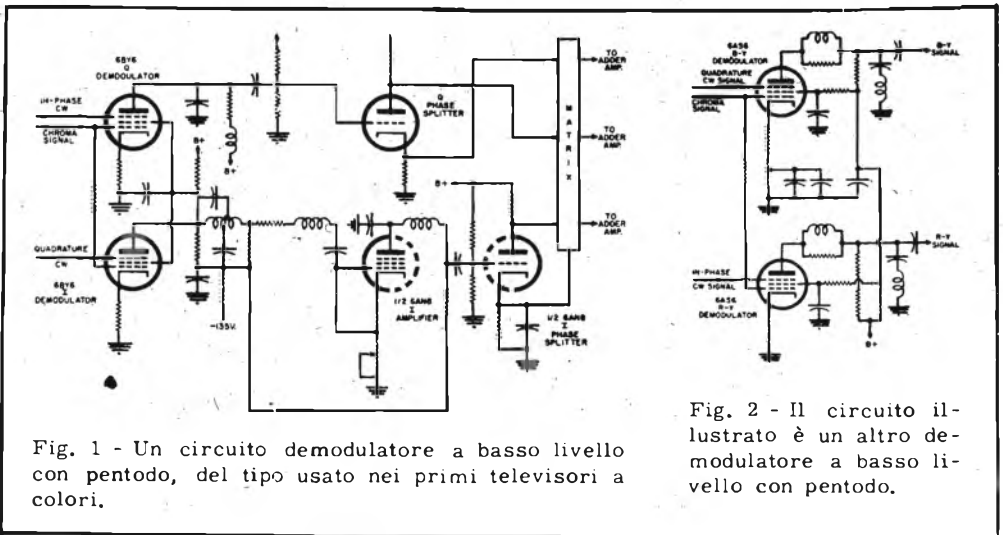 6BY6
Q
DEMODULATOR
IN-PHASE
CW
CHROMA
SIGNAL
B+
B+
QUADRATURE
CW
6BY6
I
DEMODULATOR
-135V.
Q
PHASE
SPLITTER
B+
1/2 6AN8
I
AMPLIFIER
1/2 6AN8
I
PHASE
SPLITTER
MATRIX
TO
ADDER
AMP.
TO
ADDER
AMP.
TO
ADDER
AMP.
Fig. 1 - Un circuito demodulatore a basso livello
con pentodo, del tipo usato nei primi televisori a
colori.
6AS6
B-Y
DEMODULATOR
QUADRATURE
CW SIGNAL
CHROMA
SIGNAL
B-Y
SIGNAL
R-Y
SIGNAL
IN-PHASE
CW SIGNAL
6AS6
R-Y
DEMODULATOR
B+
Fig. 2 - Il circuito il-
lustrato è un altro de-
modulatore a basso li-
vello con pentodo.